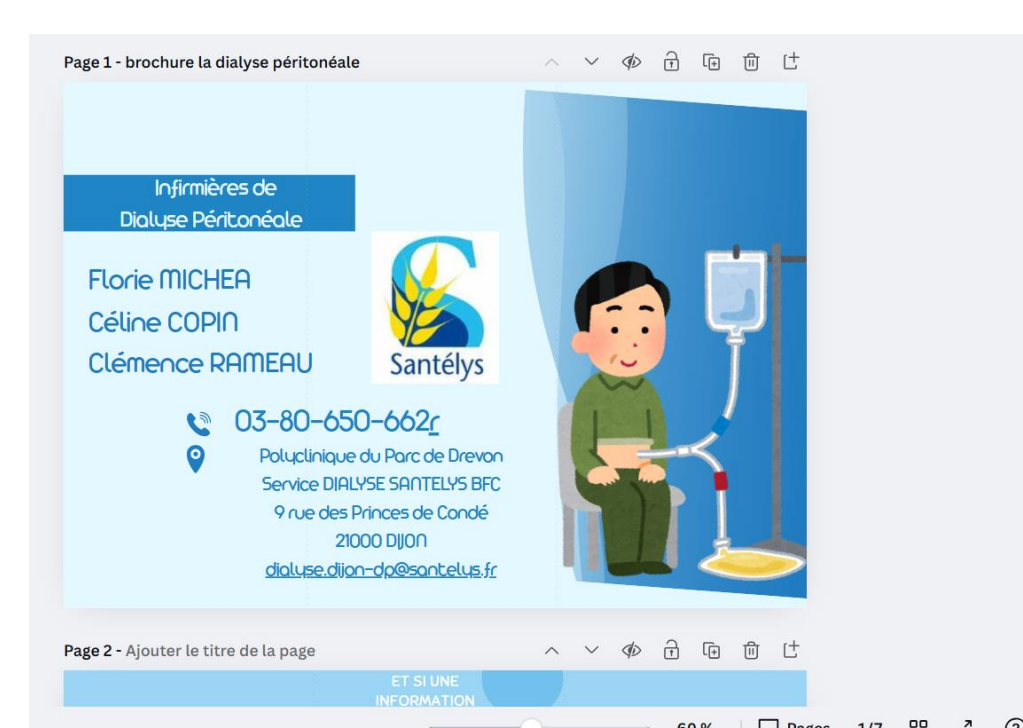 Page 1 - brochure la dialyse péritonéale
Infirmières de
Dialyse Péritonéale
Florie MICHEA
Céline COPIN
Clémence RAMEAU
Santélys
03-80-650-662r
Polyclinique du Parc de Drevon
Service DIALYSE SANTELYS BFC
9 rue des Princes de Condé
21000 DIJON
dialyse.dijon-dp@santelys.fr
Page 2 - Ajouter le titre de la page
ET SI UNE
INFORMATION
60 % Pages 1/7